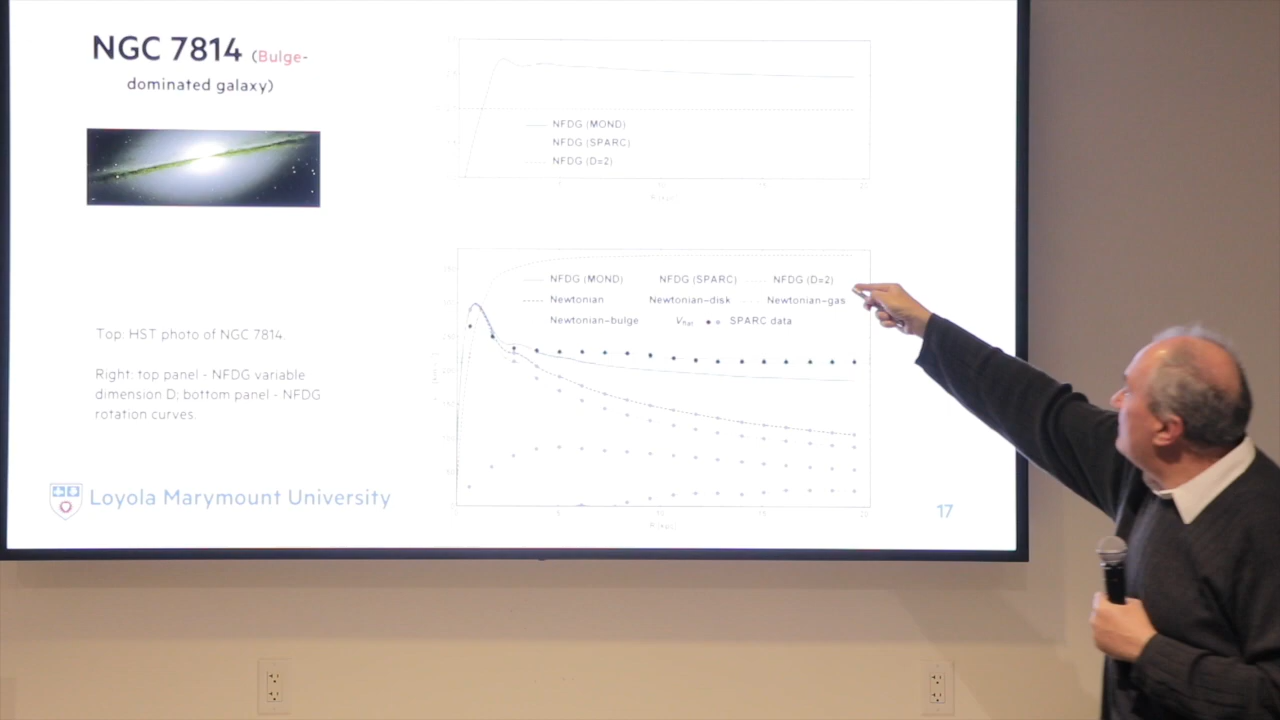 NGC 7814 (Bulge-
dominated galaxy)
NFDG (MOND)
NFDG (SPARC)
NFDG (D=2)
NFDG (MOND) NFDG (SPARC) NFDG (D=2)
Newtonian Newtonian-disk Newtonian-gas
Newtonian-bulge Vflat SPARC data
Top: HST photo of NGC 7814.
Right: top panel - NFDG variable
dimension D; bottom panel - NFDG
rotation curves.
Loyola Marymount University
17